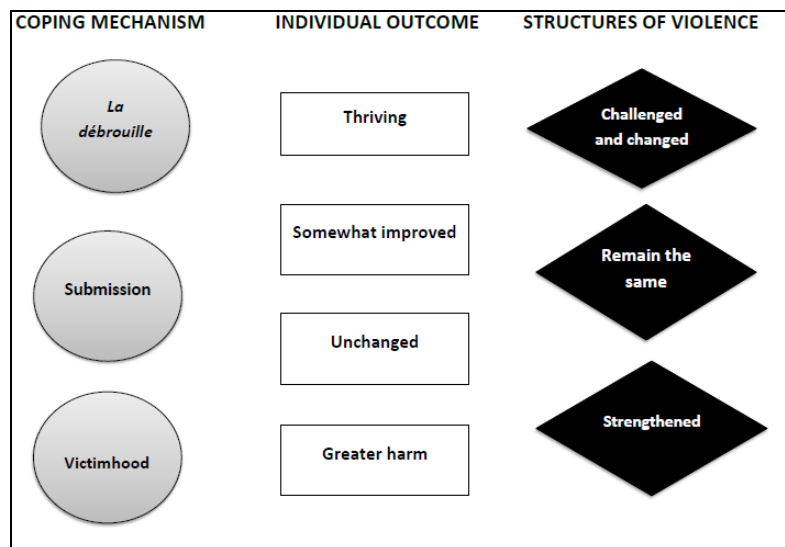 COPING MECHANISM
INDIVIDUAL OUTCOME
STRUCTURES OF VIOLENCE
La
débrouille
Submission
Victimhood
Thriving
Somewhat improved
Unchanged
Greater harm
Challenged
and changed
Remain the
same
Strengthened